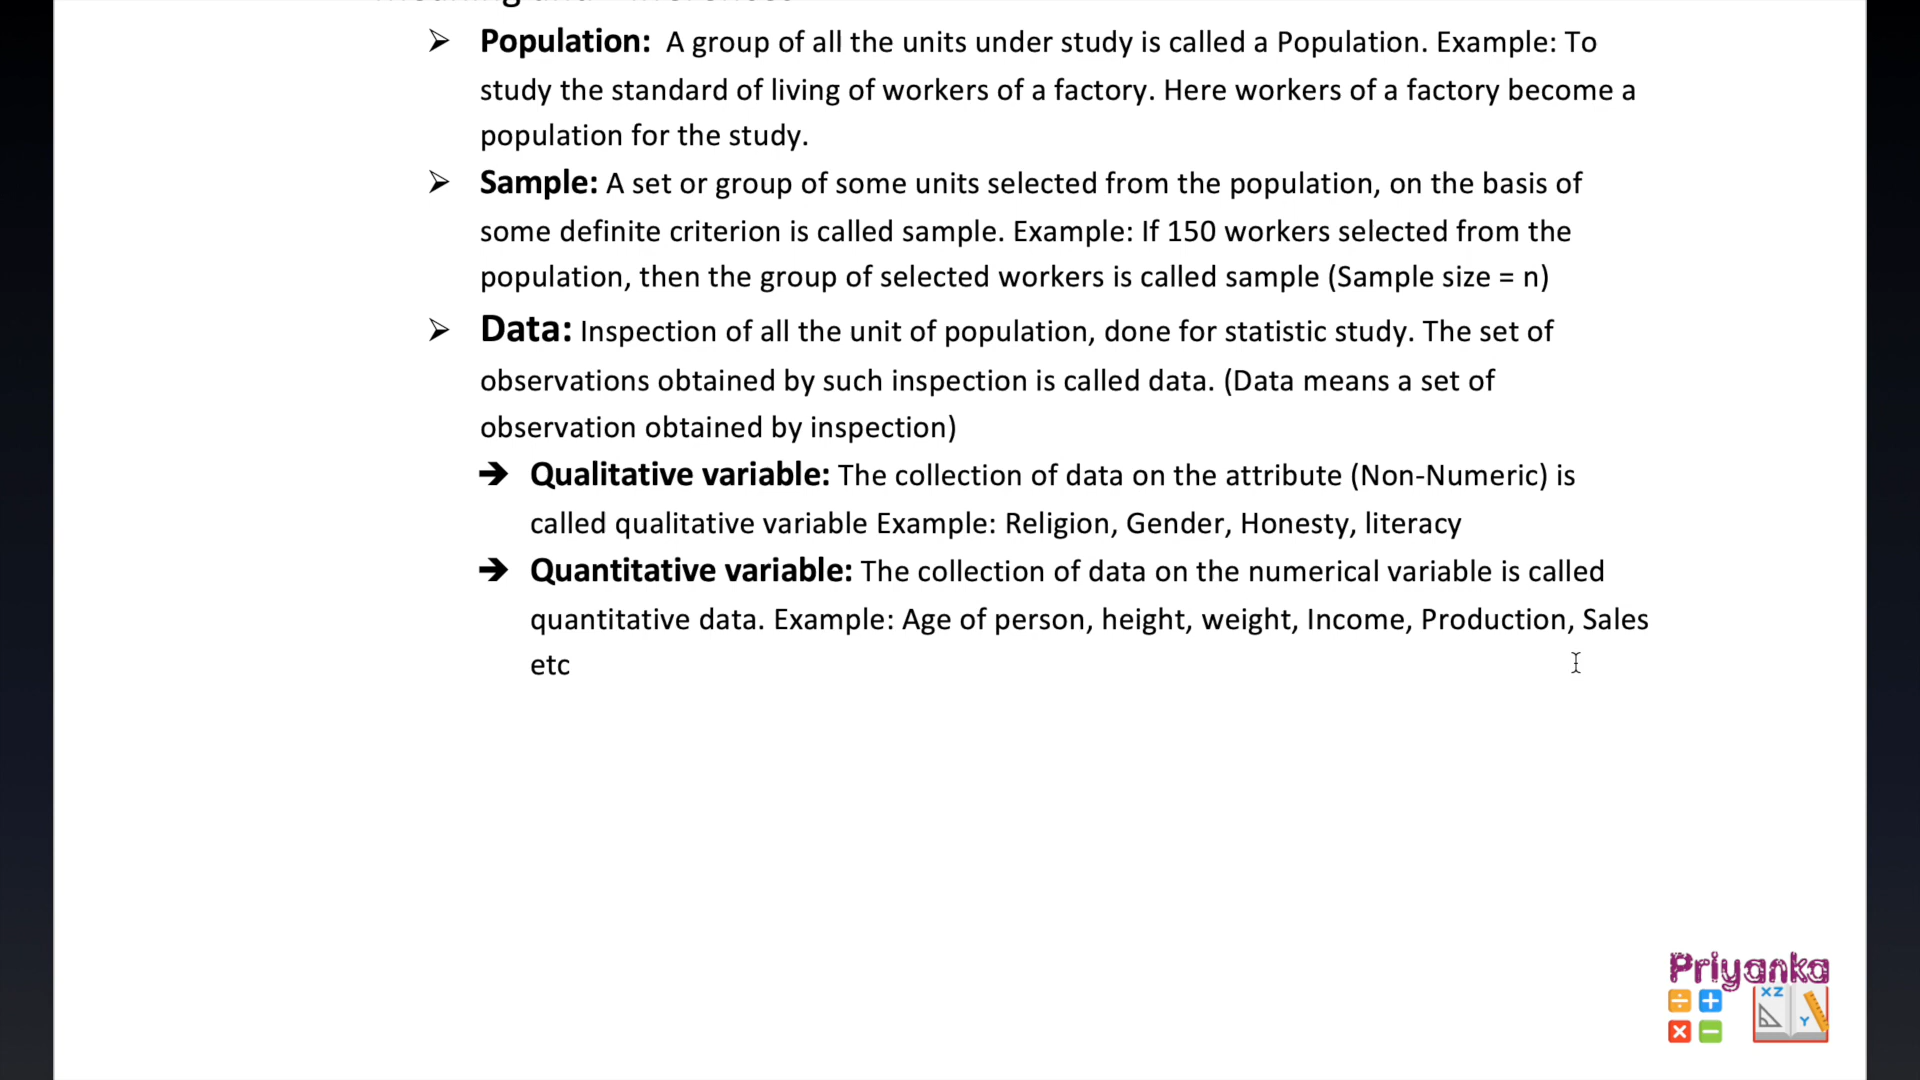 ➢ Population: A group of all the units under study is called a Population. Example: To
study the standard of living of workers of a factory. Here workers of a factory become a
population for the study.
➢ Sample: A set or group of some units selected from the population, on the basis of
some definite criterion is called sample. Example: If 150 workers selected from the
population, then the group of selected workers is called sample (Sample size = n)
➢ Data: Inspection of all the unit of population, done for statistic study. The set of
observations obtained by such inspection is called data. (Data means a set of
observation obtained by inspection)
➔ Qualitative variable: The collection of data on the attribute (Non-Numeric) is
called qualitative variable Example: Religion, Gender, Honesty, literacy
➔ Quantitative variable: The collection of data on the numerical variable is called
quantitative data. Example: Age of person, height, weight, Income, Production, Sales
etc
Priyanka
XZ
Y